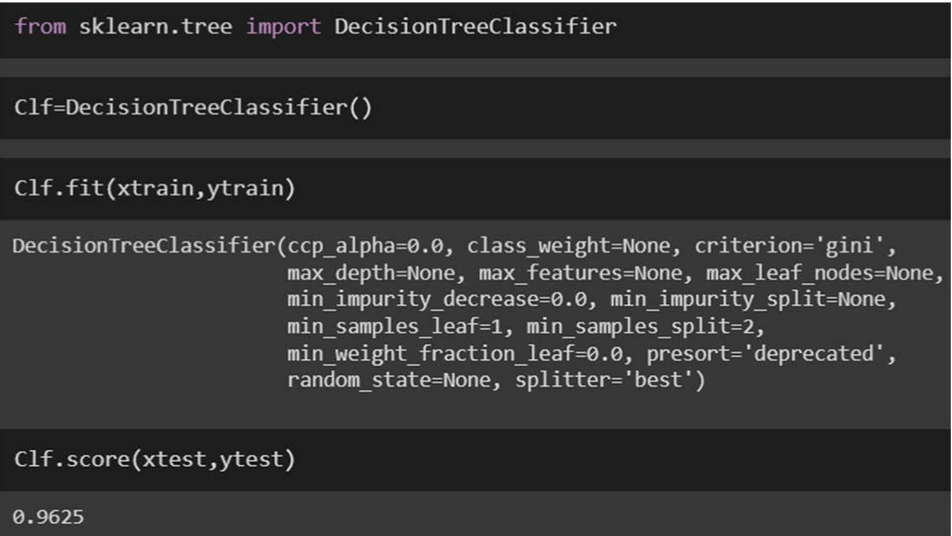 from sklearn.tree import DecisionTreeClassifier
Clf=DecisionTreeClassifier()
Clf.fit(xtrain,ytrain)
DecisionTreeClassifier(ccp_alpha=0.0, class_weight=None, criterion='gini',
max_depth=None, max_features=None, max_leaf_nodes=None,
min_impurity_decrease=0.0, min_impurity_split=None,
min_samples_leaf=1, min_samples_split=2,
min_weight_fraction_leaf=0.0, presort='deprecated',
random_state=None, splitter='best')
Clf.score(xtest,ytest)
0.9625